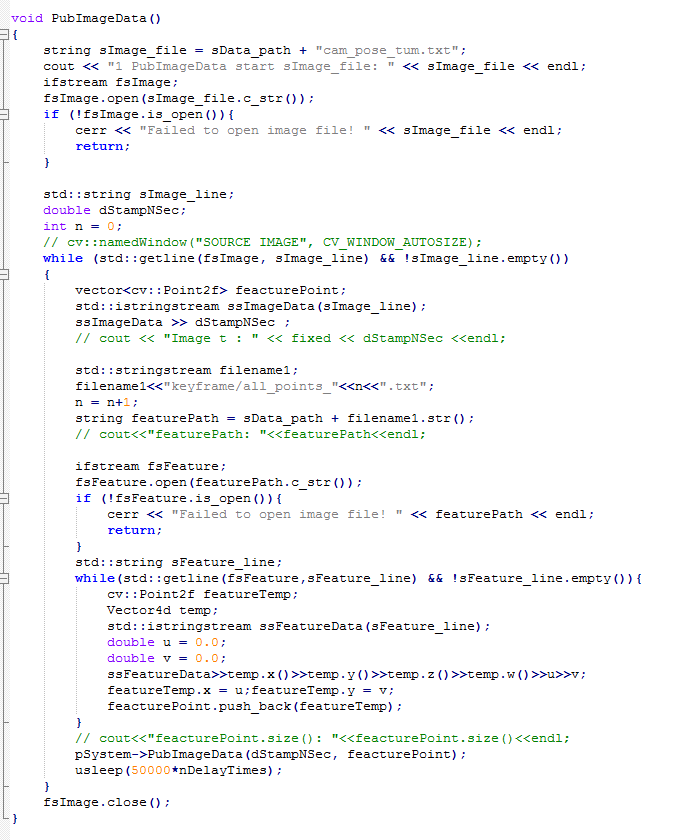 void PubImageData()
{
    string sImage_file = sData_path + "cam_pose_tum.txt";
    cout << "1 PubImageData start sImage_file: " << sImage_file << endl;
    ifstream fsImage;
    fsImage.open(sImage_file.c_str());
    if (!fsImage.is_open()){
        cerr << "Failed to open image file! " << sImage_file << endl;
        return;
    }

    std::string sImage_line;
    double dStampNSec;
    int n = 0;
    // cv::namedWindow("SOURCE IMAGE", CV_WINDOW_AUTOSIZE);
    while (std::getline(fsImage, sImage_line) && !sImage_line.empty())
    {
        vector<cv::Point2f> feacturePoint;
        std::istringstream ssImageData(sImage_line);
        ssImageData >> dStampNSec ;
        // cout << "Image t : " << fixed << dStampNSec <<endl;

        std::stringstream filename1;
        filename1<<"keyframe/all_points_"<<n<<".txt";
        n = n+1;
        string featurePath = sData_path + filename1.str();
        // cout<<"featurePath: "<<featurePath<<endl;

        ifstream fsFeature;
        fsFeature.open(featurePath.c_str());
        if (!fsFeature.is_open()){
            cerr << "Failed to open image file! " << featurePath << endl;
            return;
        }
        std::string sFeature_line;
        while(std::getline(fsFeature,sFeature_line) && !sFeature_line.empty()){
            cv::Point2f featureTemp;
            Vector4d temp;
            std::istringstream ssFeatureData(sFeature_line);
            double u = 0.0;
            double v = 0.0;
            ssFeatureData>>temp.x()>>temp.y()>>temp.z()>>temp.w()>>u>>v;
            featureTemp.x = u;featureTemp.y = v;
            feacturePoint.push_back(featureTemp);
        }
        // cout<<"feacturePoint.size(): "<<feacturePoint.size()<<endl;
        pSystem->PubImageData(dStampNSec, feacturePoint);
        usleep(50000*nDelayTimes);
    }
    fsImage.close();
}